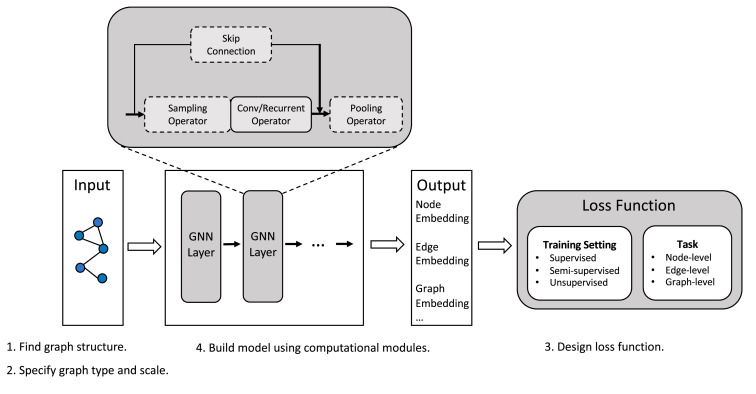 Skip
Connection
Sampling
Operator
Conv/Recurrent
Operator
Pooling
Operator
Input
GNN
Layer
GNN
Layer
...
Output
Node
Embedding
Edge
Embedding
Graph
Embedding
...
Loss Function
Training Setting
• Supervised
• Semi-supervised
• Unsupervised
Task
• Node-level
• Edge-level
• Graph-level
1. Find graph structure.
2. Specify graph type and scale.
4. Build model using computational modules.
3. Design loss function.